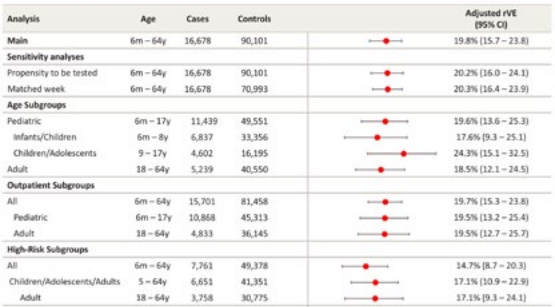 Analysis Age Cases Controls Adjusted rVE (95% CI)
Main 6m – 64y 16,678 90,101 19.8% (15.7 – 23.8)
Sensitivity analyses
Propensity to be tested 6m – 64y 16,678 90,101 20.2% (16.0 – 24.1)
Matched week 6m – 64y 16,678 70,993 20.3% (16.4 – 23.9)
Age Subgroups
Pediatric 6m – 17y 11,439 49,551 19.6% (13.6 – 25.3)
Infants/Children 6m – 8y 6,837 33,356 17.6% (9.3 – 25.1)
Children/Adolescents 9 – 17y 4,602 16,195 24.3% (15.1 – 32.5)
Adult 18 – 64y 5,239 40,550 18.5% (12.1 – 24.5)
Outpatient Subgroups
All 6m – 64y 15,701 81,458 19.7% (15.3 – 23.8)
Pediatric 6m – 17y 10,868 45,313 19.5% (13.2 – 25.4)
Adult 18 – 64y 4,833 36,145 19.5% (12.7 – 25.7)
High-Risk Subgroups
All 6m – 64y 7,761 49,378 14.7% (8.7 – 20.3)
Children/Adolescents/Adults 5 – 64y 6,651 41,351 17.1% (10.9 – 22.9)
Adult 18 – 64y 3,758 30,775 17.1% (9.3 – 24.1)